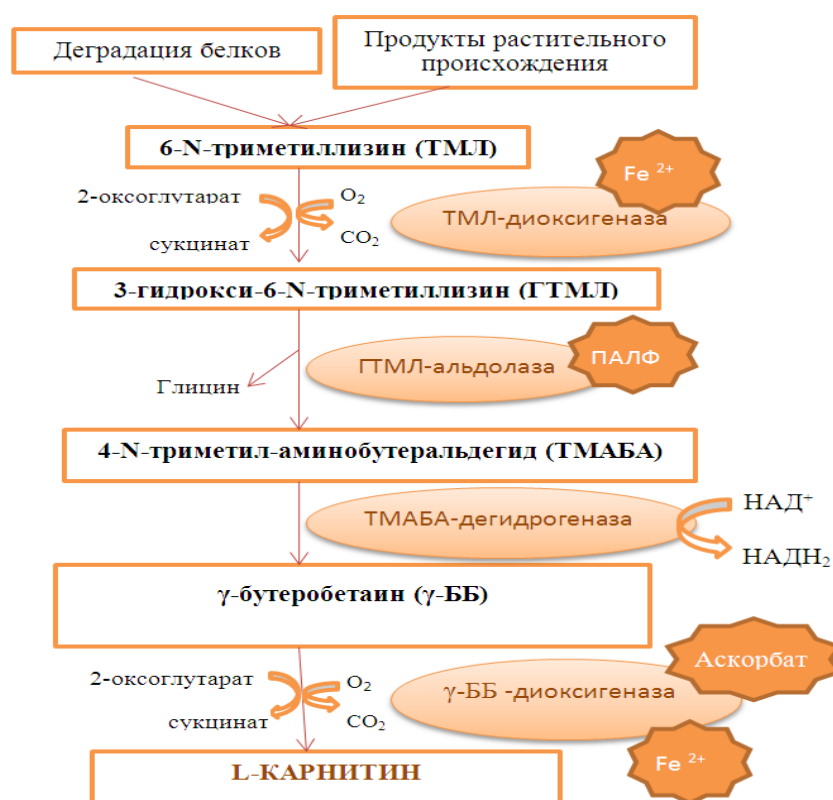 Деградация белков
Продукты растительного
происхождения
6-N-триметиллизин (ТМЛ)
2-оксоглутарат
O₂
сукцинат
CO₂
ТМЛ-диоксигеназа
Fe ²⁺
3-гидрокси-6-N-триметиллизин (ГТМЛ)
Глицин
ГТМЛ-альдолаза
ПАЛФ
4-N-триметил-аминобутеральдегид (ТМАБА)
ТМАБА-дегидрогеназа
НАД⁺
НАДН₂
γ-бутеробетаин (γ-ББ)
2-оксоглутарат
O₂
сукцинат
CO₂
γ-ББ -диоксигеназа
Аскорбат
Fe ²⁺
L-КАРНИТИН